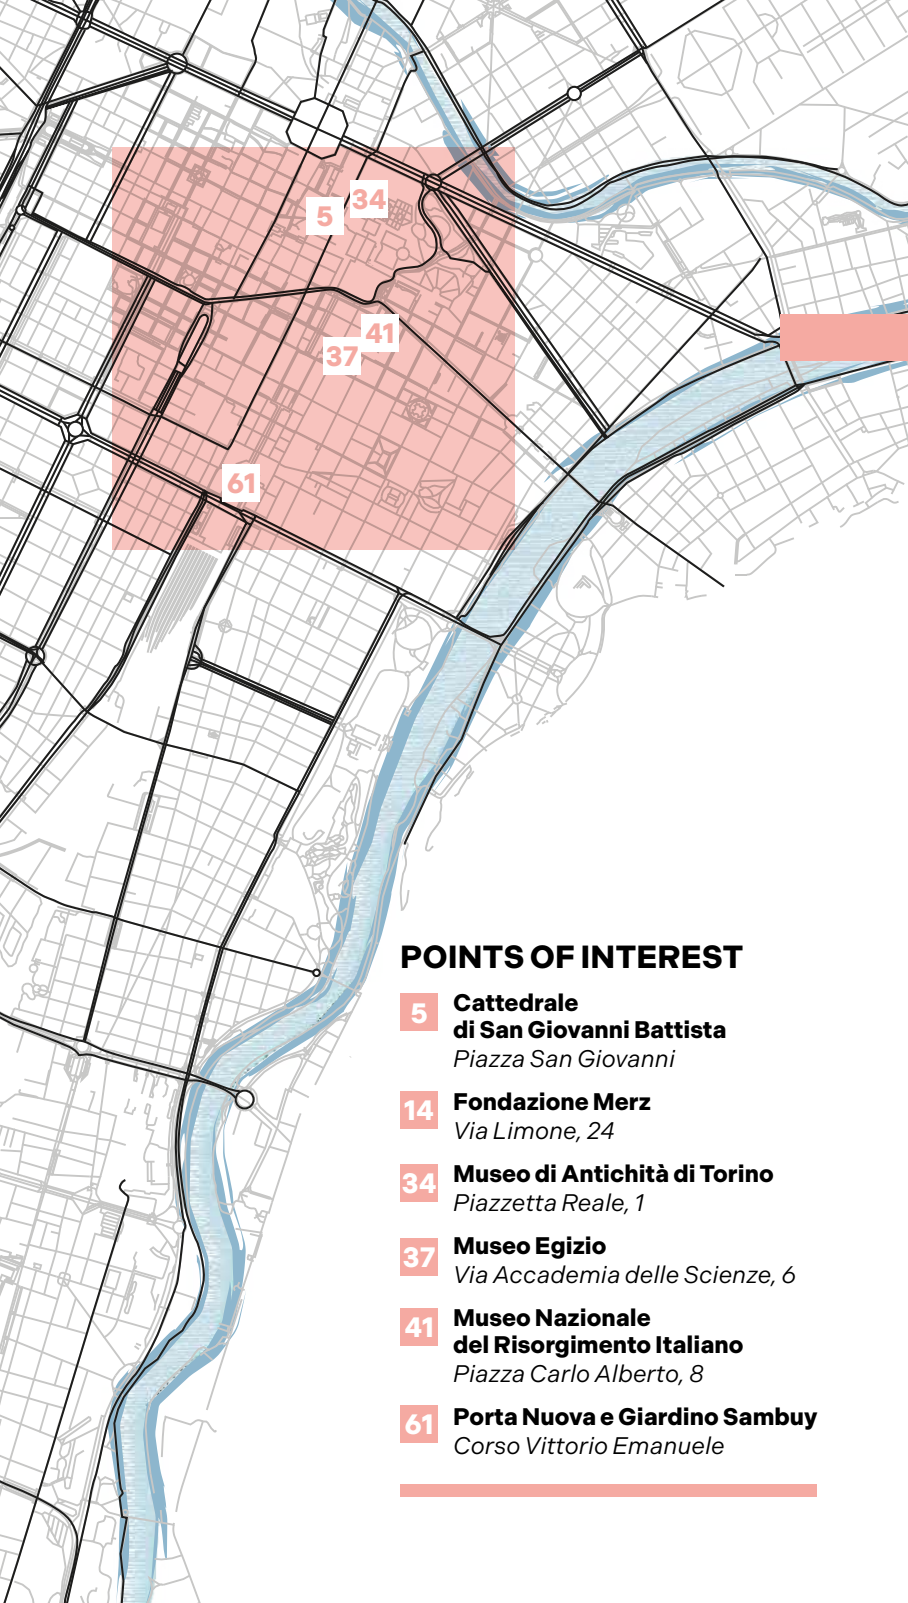 34
5
41
37
61
POINTS OF INTEREST
5
Cattedrale
di San Giovanni Battista
Piazza San Giovanni
14
Fondazione Merz
Via Limone, 24
34
Museo di Antichità di Torino
Piazzetta Reale, 1
37
Museo Egizio
Via Accademia delle Scienze, 6
41
Museo Nazionale
del Risorgimento Italiano
Piazza Carlo Alberto, 8
61
Porta Nuova e Giardino Sambuy
Corso Vittorio Emanuele